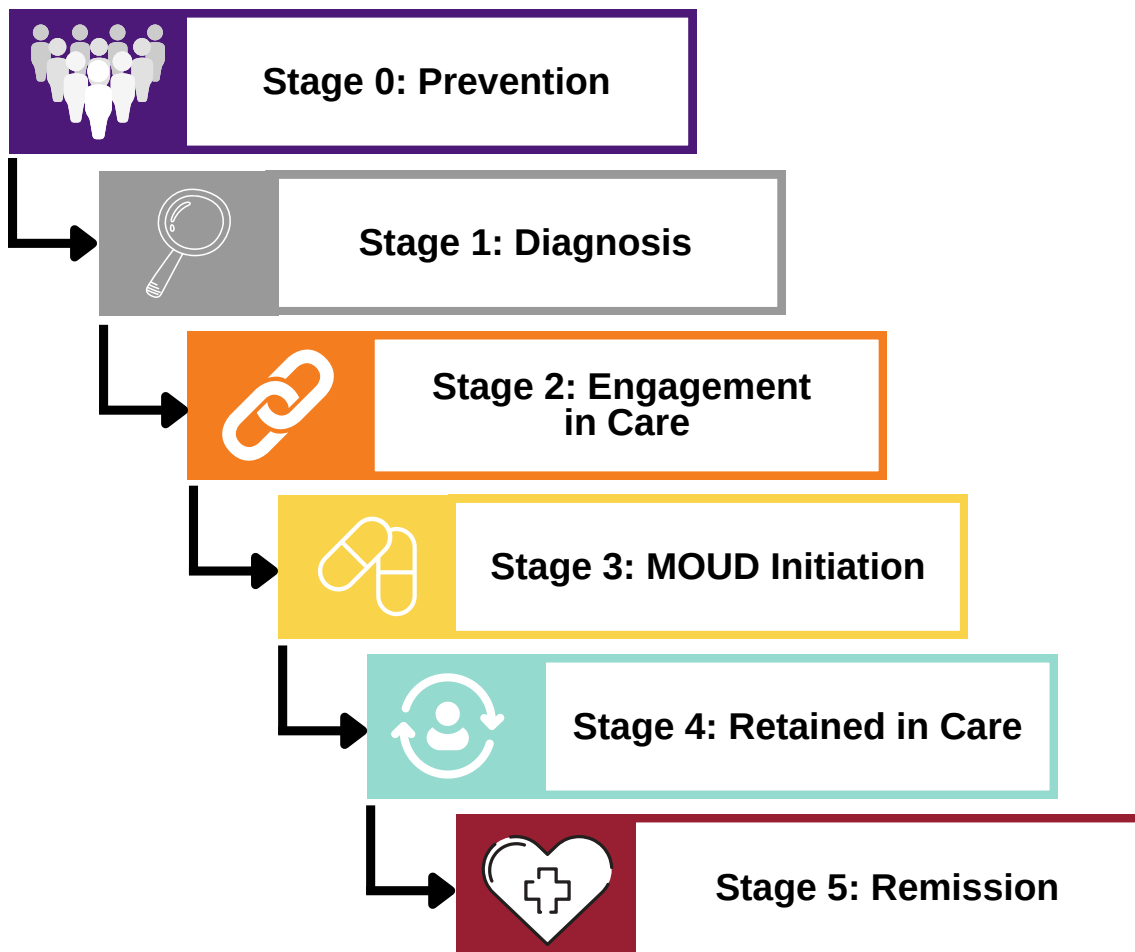 Stage 0: Prevention
Stage 1: Diagnosis
Stage 2: Engagement
in Care
Stage 3: MOUD Initiation
Stage 4: Retained in Care
Stage 5: Remission